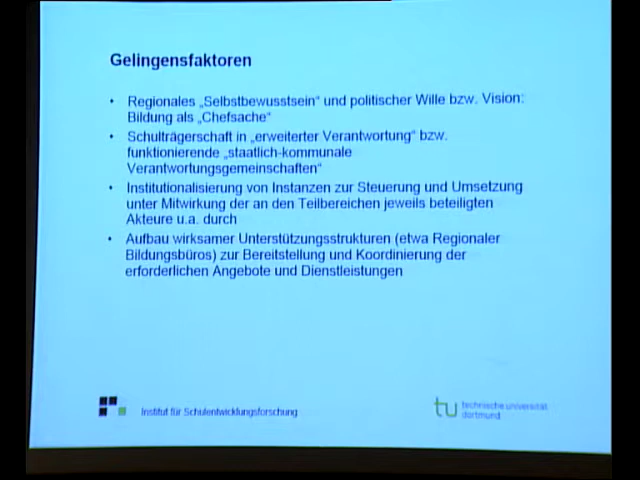 Gelingensfaktoren
• Regionales „Selbstbewusstsein“ und politischer Wille bzw. Vision:
Bildung als „Chefsache“
• Schulträgerschaft in „erweiterter Verantwortung“ bzw.
funktionierende „staatlich-kommunale
Verantwortungsgemeinschaften“
• Institutionalisierung von Instanzen zur Steuerung und Umsetzung
unter Mitwirkung der an den Teilbereichen jeweils beteiligten
Akteure u.a. durch
• Aufbau wirksamer Unterstützungsstrukturen (etwa Regionaler
Bildungsbüros) zur Bereitstellung und Koordinierung der
erforderlichen Angebote und Dienstleistungen
Institut für Schulentwicklungsforschung
tu technische universität
dortmund